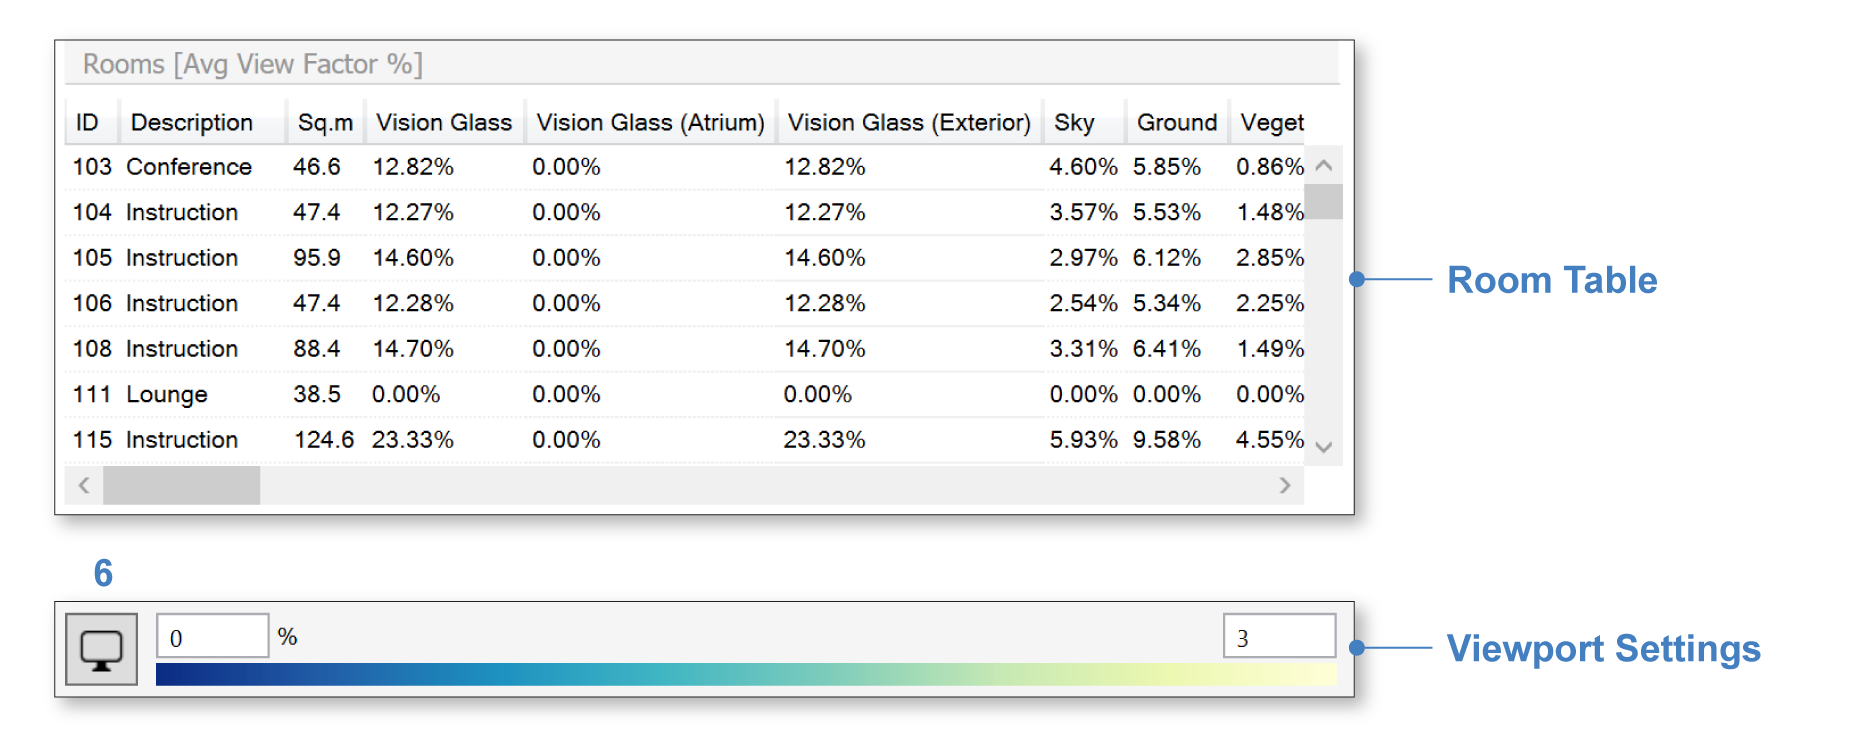 Rooms [Avg View Factor %]
ID Description Sq.m Vision Glass Vision Glass (Atrium) Vision Glass (Exterior) Sky Ground Veget
103 Conference 46.6 12.82% 0.00% 12.82% 4.60% 5.85% 0.86%
104 Instruction 47.4 12.27% 0.00% 12.27% 3.57% 5.53% 1.48%
105 Instruction 95.9 14.60% 0.00% 14.60% 2.97% 6.12% 2.85%
106 Instruction 47.4 12.28% 0.00% 12.28% 2.54% 5.34% 2.25%
108 Instruction 88.4 14.70% 0.00% 14.70% 3.31% 6.41% 1.49%
111 Lounge 38.5 0.00% 0.00% 0.00% 0.00% 0.00% 0.00%
115 Instruction 124.6 23.33% 0.00% 23.33% 5.93% 9.58% 4.55%
Room Table
6
0 % 3
Viewport Settings